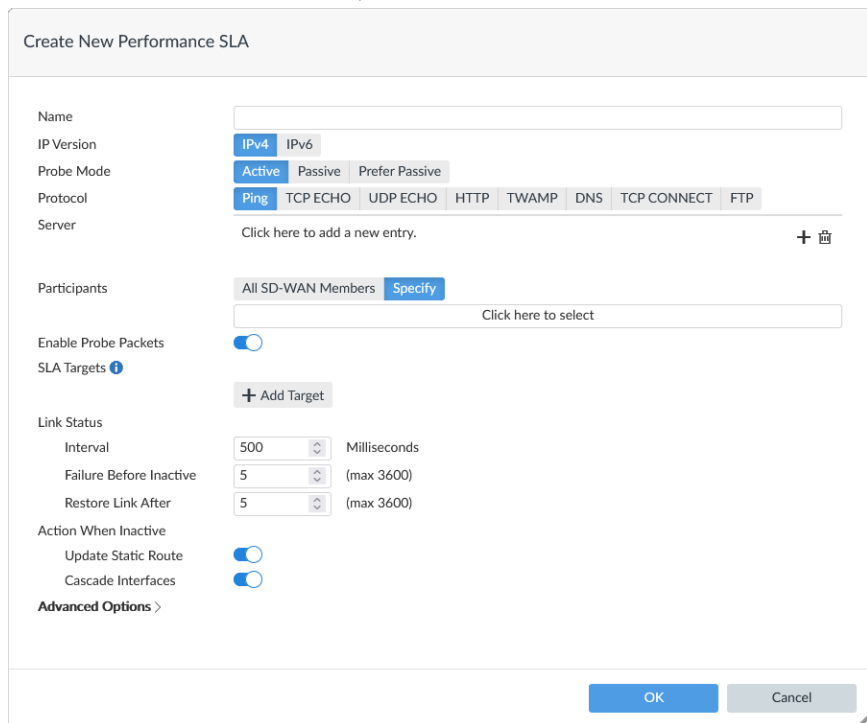 Create New Performance SLA
Name
IP Version IPv4 IPv6
Probe Mode Active Passive Prefer Passive
Protocol Ping TCP ECHO UDP ECHO HTTP TWAMP DNS TCP CONNECT FTP
Server Click here to add a new entry.
Participants All SD-WAN Members Specify
Click here to select
Enable Probe Packets
SLA Targets
+ Add Target
Link Status
Interval 500 Milliseconds
Failure Before Inactive 5 (max 3600)
Restore Link After 5 (max 3600)
Action When Inactive
Update Static Route
Cascade Interfaces
Advanced Options >
OK Cancel